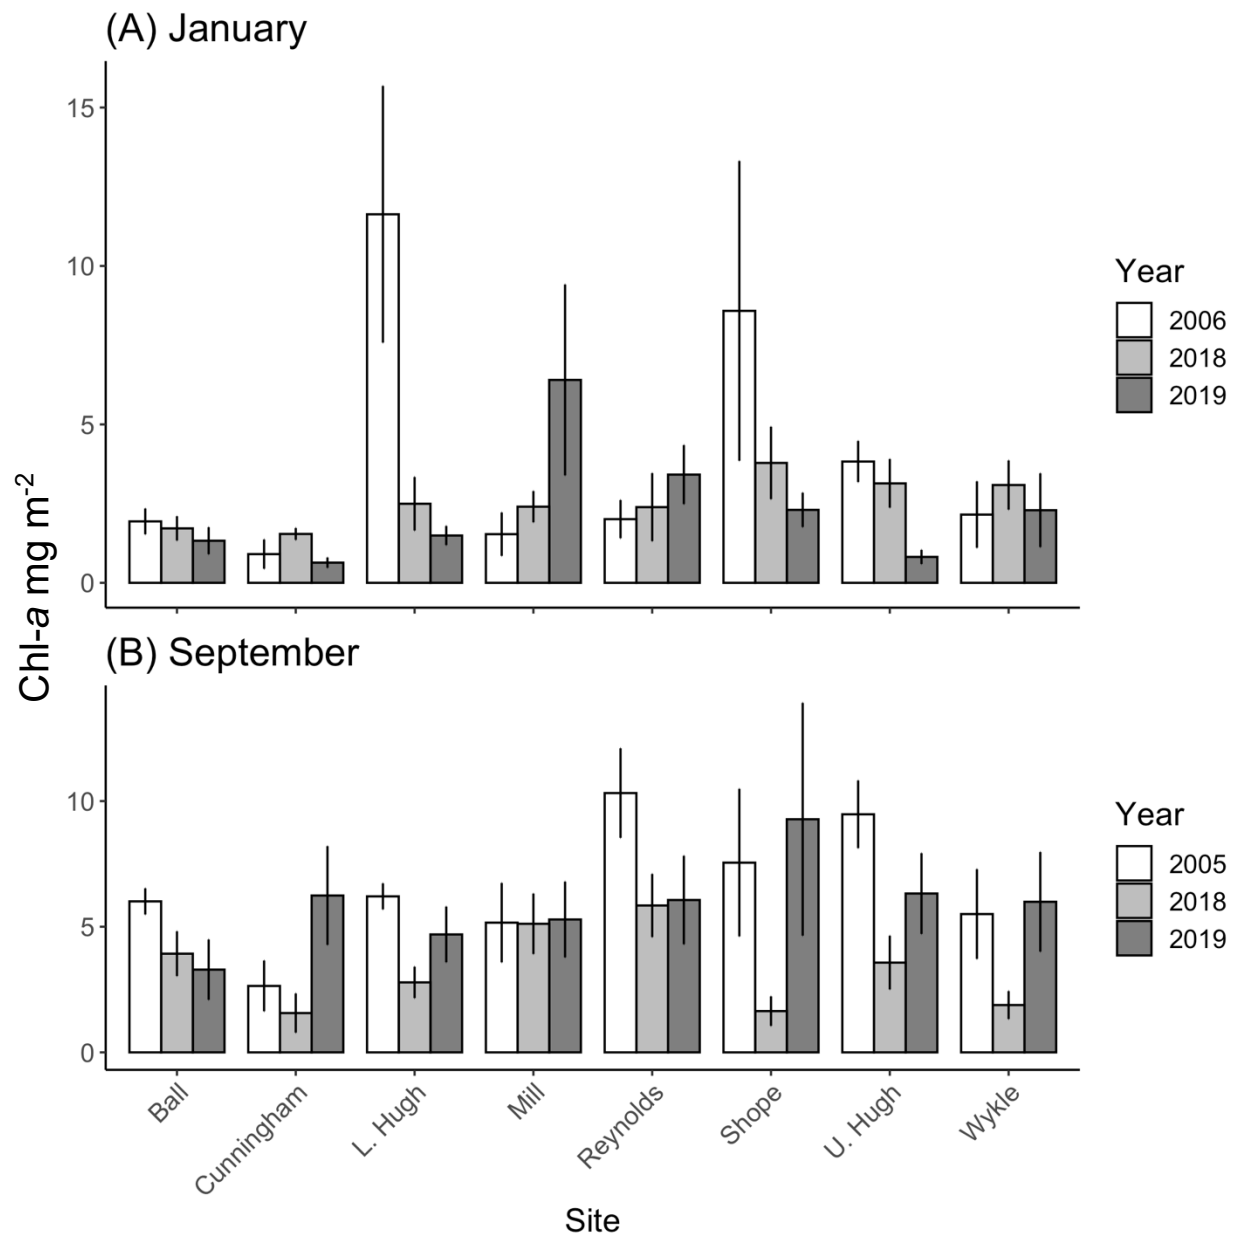 (A) January
15
10
5
0
Year
2006
2018
2019
Chl-a mg m-2
(B) September
10
5
0
Year
2005
2018
2019
Ball
Cunningham
L. Hugh
Mill
Reynolds
Shope
U. Hugh
Wykle
Site